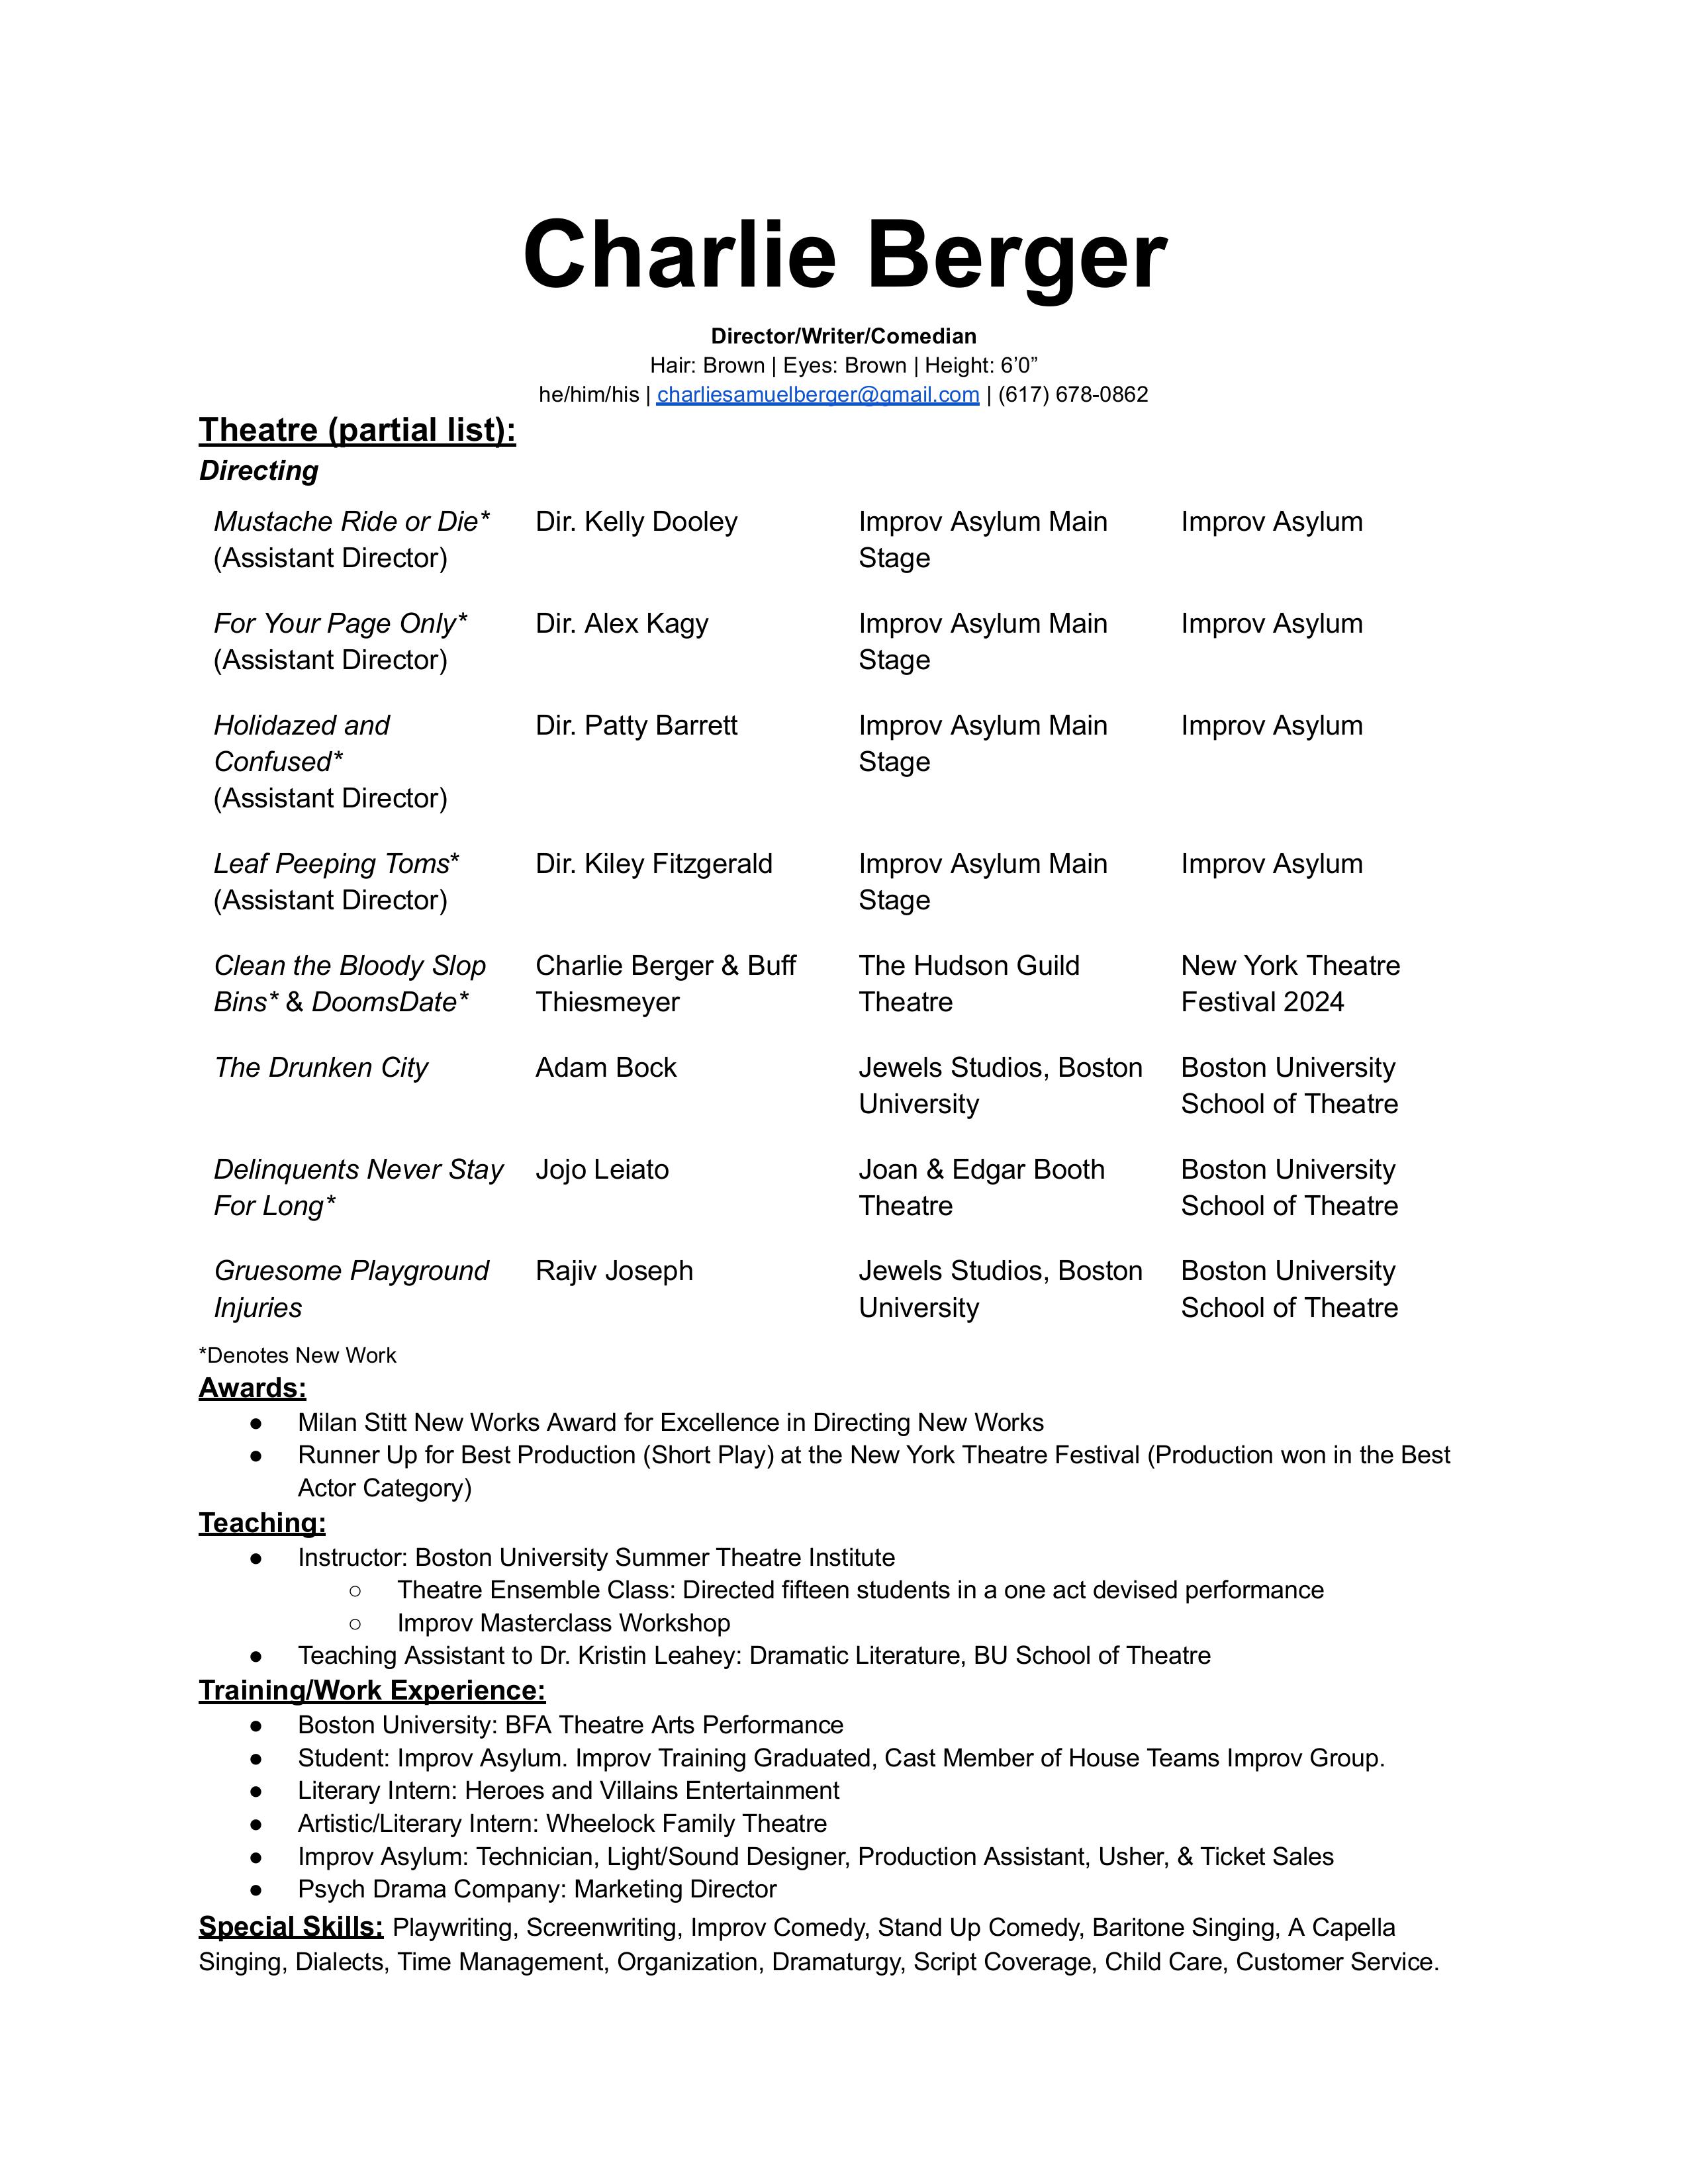 Charlie Berger
Director/Writer/Comedian
Hair: Brown | Eyes: Brown | Height: 6’0”
he/him/his | charliesamuelberger@gmail.com | (617) 678-0862
Theatre (partial list):
Directing
Mustache Ride or Die* Dir. Kelly Dooley Improv Asylum Main Improv Asylum
(Assistant Director) Stage
For Your Page Only* Dir. Alex Kagy Improv Asylum Main Improv Asylum
(Assistant Director) Stage
Holidazed and Dir. Patty Barrett Improv Asylum Main Improv Asylum
Confused* Stage
(Assistant Director)
Leaf Peeping Toms* Dir. Kiley Fitzgerald Improv Asylum Main Improv Asylum
(Assistant Director) Stage
Clean the Bloody Slop Charlie Berger & Buff The Hudson Guild New York Theatre
Bins* & DoomsDate* Thiesmeyer Theatre Festival 2024
The Drunken City Adam Bock Jewels Studios, Boston Boston University
University School of Theatre
Delinquents Never Stay Jojo Leiato Joan & Edgar Booth Boston University
For Long* Theatre School of Theatre
Gruesome Playground Rajiv Joseph Jewels Studios, Boston Boston University
Injuries University School of Theatre
*Denotes New Work
Awards:
● Milan Stitt New Works Award for Excellence in Directing New Works
● Runner Up for Best Production (Short Play) at the New York Theatre Festival (Production won in the Best
Actor Category)
Teaching:
● Instructor: Boston University Summer Theatre Institute
○ Theatre Ensemble Class: Directed fifteen students in a one act devised performance
○ Improv Masterclass Workshop
● Teaching Assistant to Dr. Kristin Leahey: Dramatic Literature, BU School of Theatre
Training/Work Experience:
● Boston University: BFA Theatre Arts Performance
● Student: Improv Asylum. Improv Training Graduated, Cast Member of House Teams Improv Group.
● Literary Intern: Heroes and Villains Entertainment
● Artistic/Literary Intern: Wheelock Family Theatre
● Improv Asylum: Technician, Light/Sound Designer, Production Assistant, Usher, & Ticket Sales
● Psych Drama Company: Marketing Director
Special Skills: Playwriting, Screenwriting, Improv Comedy, Stand Up Comedy, Baritone Singing, A Capella
Singing, Dialects, Time Management, Organization, Dramaturgy, Script Coverage, Child Care, Customer Service.